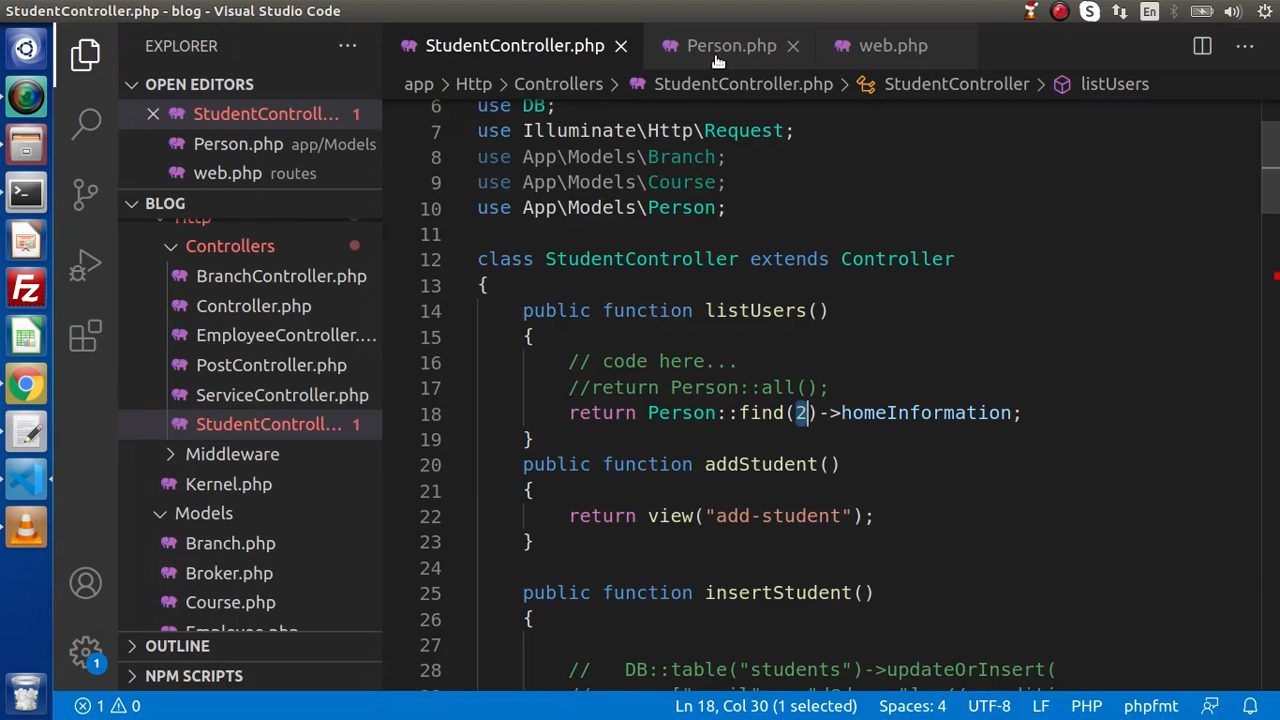 StudentController.php - blog - Visual Studio Code
S
En
EXPLORER
StudentController.php
Person.php
web.php
OPEN EDITORS
app > Http > Controllers > StudentController.php > StudentController > listUsers
StudentControll... 1
Person.php app/Models
web.php routes
BLOG
Http
Controllers
BranchController.php
Controller.php
EmployeeController....
PostController.php
ServiceController.php
StudentControll... 1
Middleware
Kernel.php
Models
Branch.php
Broker.php
Course.php
Employee.php
OUTLINE
NPM SCRIPTS
6 use DB;
7 use Illuminate\Http\Request;
8 use App\Models\Branch;
9 use App\Models\Course;
10 use App\Models\Person;
11
12 class StudentController extends Controller
13 {
14 public function listUsers()
15 {
16 // code here...
17 //return Person::all();
18 return Person::find(2)->homeInformation;
19 }
20 public function addStudent()
21 {
22 return view("add-student");
23 }
24
25 public function insertStudent()
26 {
27
28 // DB::table("students")->updateOrInsert(
1
1 0
Ln 18, Col 30 (1 selected)
Spaces: 4
UTF-8
LF
PHP
phpfmt